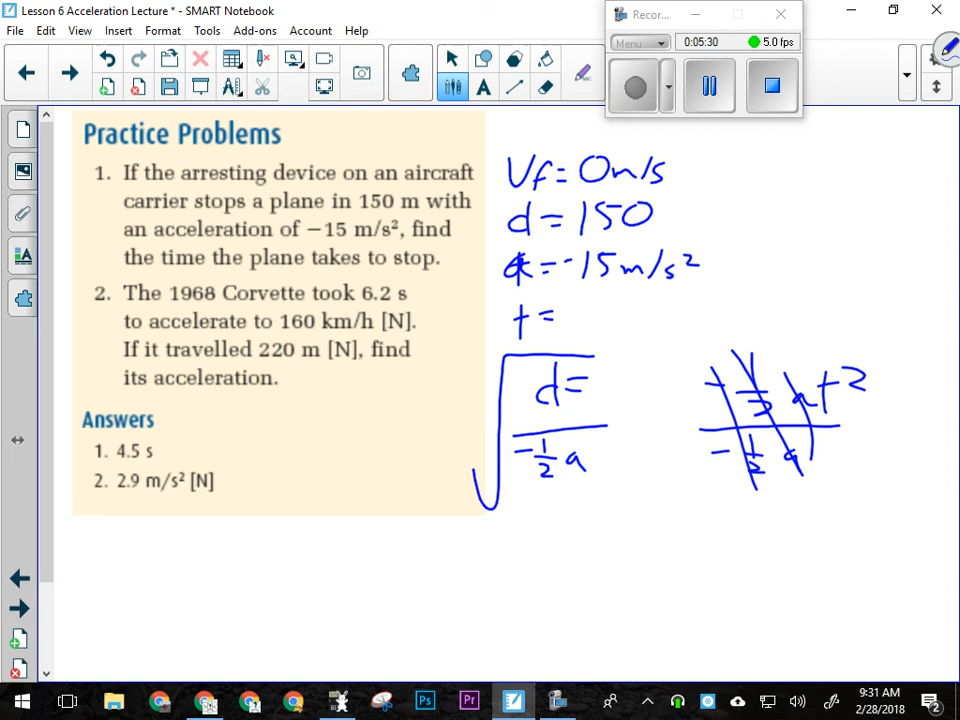 Lesson 6 Acceleration Lecture * - SMART Notebook
File Edit View Insert Format Tools Add-ons Account Help
Recor...
Menu
0:05:30
5.0 fps
Practice Problems
1. If the arresting device on an aircraft
carrier stops a plane in 150 m with
an acceleration of −15 m/s², find
the time the plane takes to stop.
2. The 1968 Corvette took 6.2 s
to accelerate to 160 km/h [N].
If it travelled 220 m [N], find
its acceleration.
Answers
1. 4.5 s
2. 2.9 m/s² [N]
Vf = 0m/s
d = 150
a = -15 m/s²
t =
d =
- 1/2 a
- 1/2 a t 2
- 1/2 a
Ps
Pr
9:31 AM
2/28/2018
2